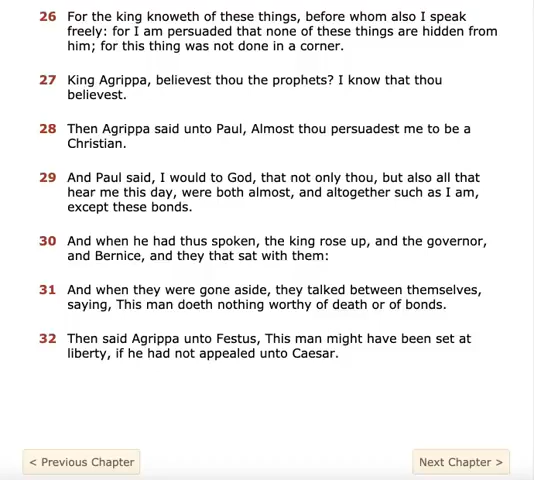 26 For the king knoweth of these things, before whom also I speak
freely: for I am persuaded that none of these things are hidden from
him; for this thing was not done in a corner.
27 King Agrippa, believest thou the prophets? I know that thou
believest.
28 Then Agrippa said unto Paul, Almost thou persuadest me to be a
Christian.
29 And Paul said, I would to God, that not only thou, but also all that
hear me this day, were both almost, and altogether such as I am,
except these bonds.
30 And when he had thus spoken, the king rose up, and the governor,
and Bernice, and they that sat with them:
31 And when they were gone aside, they talked between themselves,
saying, This man doeth nothing worthy of death or of bonds.
32 Then said Agrippa unto Festus, This man might have been set at
liberty, if he had not appealed unto Caesar.
< Previous Chapter
Next Chapter >